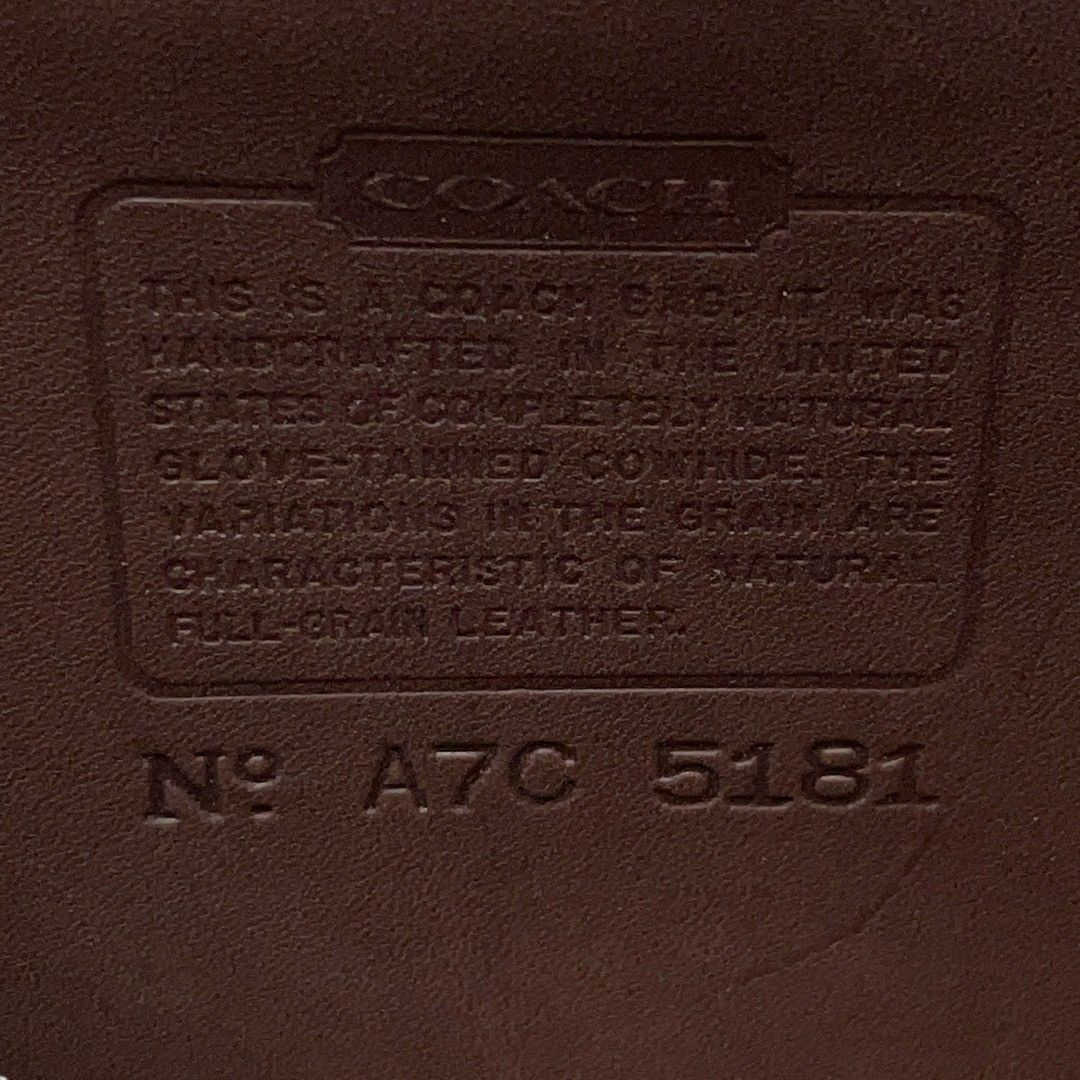 COACH
THIS IS A COACH BAG. IT WAS
HANDCRAFTED IN THE UNITED
STATES OF COMPLETELY NATURAL
GLOVE-TANNED COWHIDE. THE
VARIATIONS IN THE GRAIN ARE
CHARACTERISTIC OF NATURAL
FULL-GRAIN LEATHER.
Nº A7C 5181